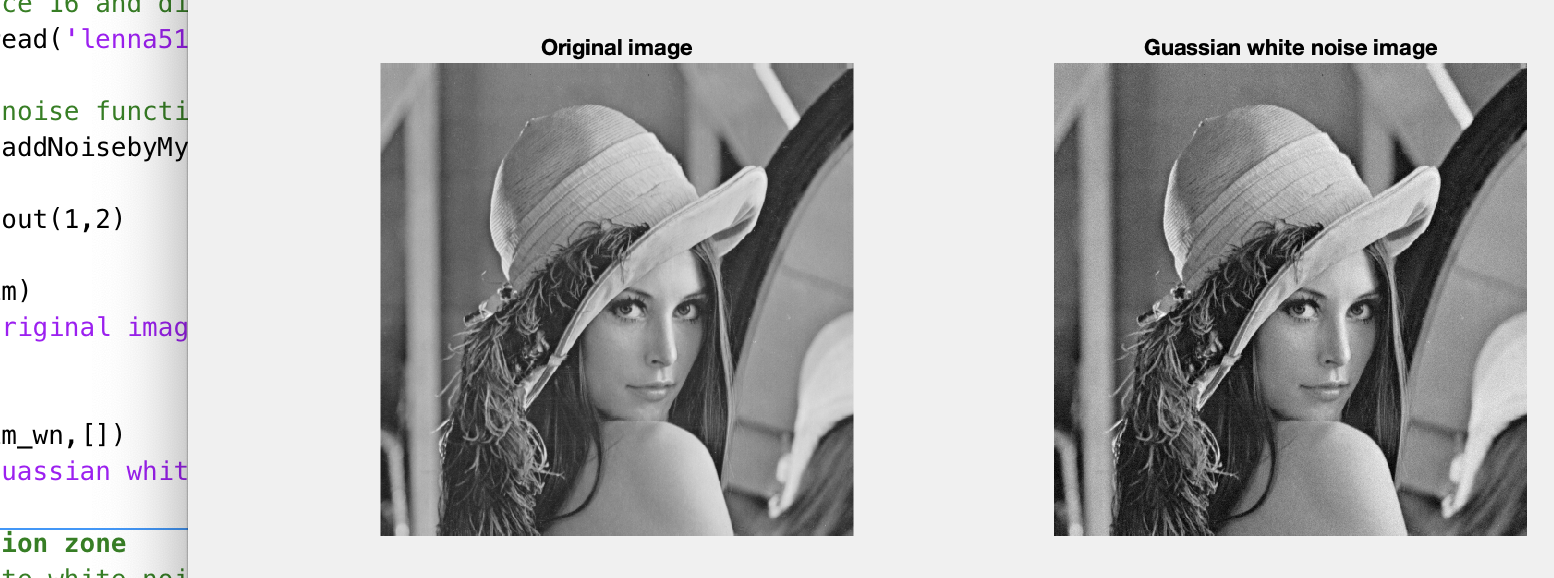 ce 16 and di
ead('lenna51
noise functi
addNoisebyMy
out(1,2)
m)
riginal imag
m_wn,[])
uassian whit
ion zone
te white noi
Original image
Guassian white noise image